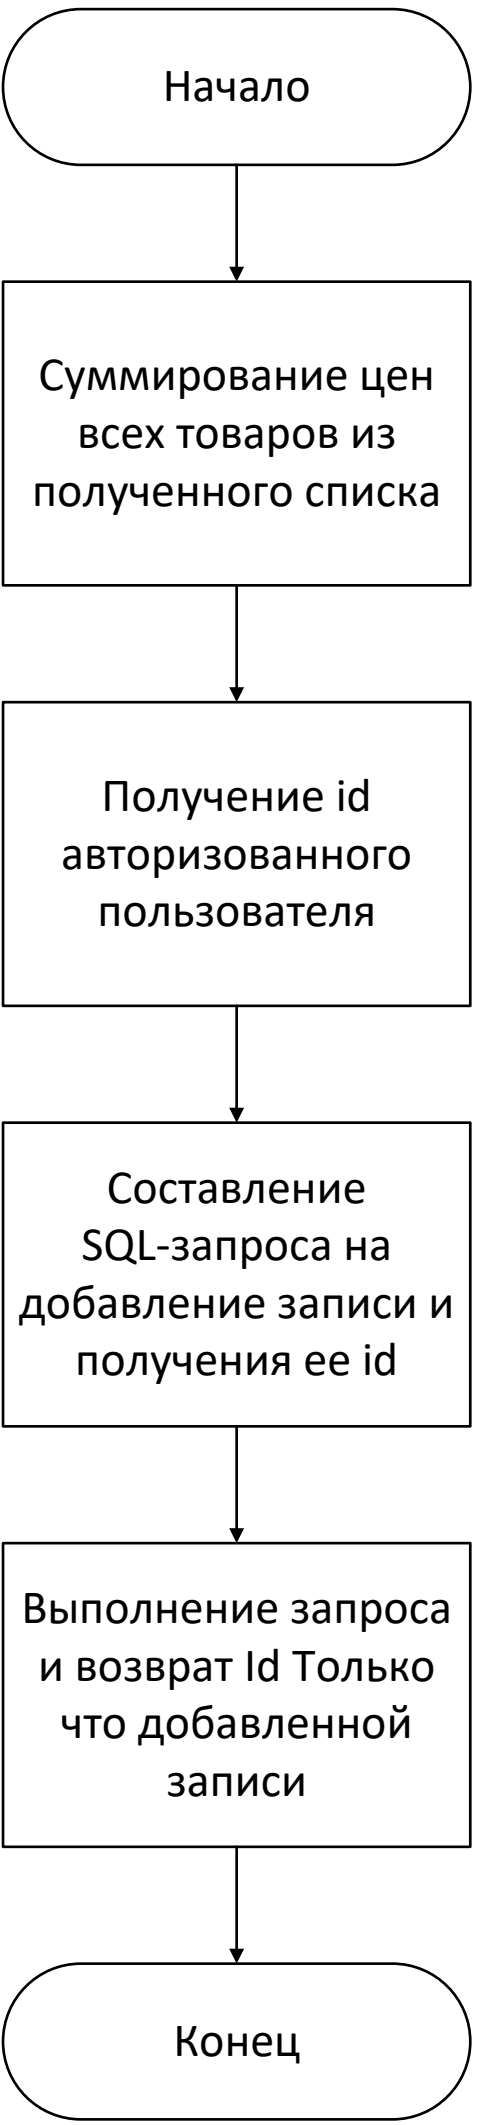 Начало
Суммирование цен
всех товаров из
полученного списка
Получение id
авторизованного
пользователя
Составление
SQL-запроса на
добавление записи и
получения ее id
Выполнение запроса
и возврат Id Только
что добавленной
записи
Конец